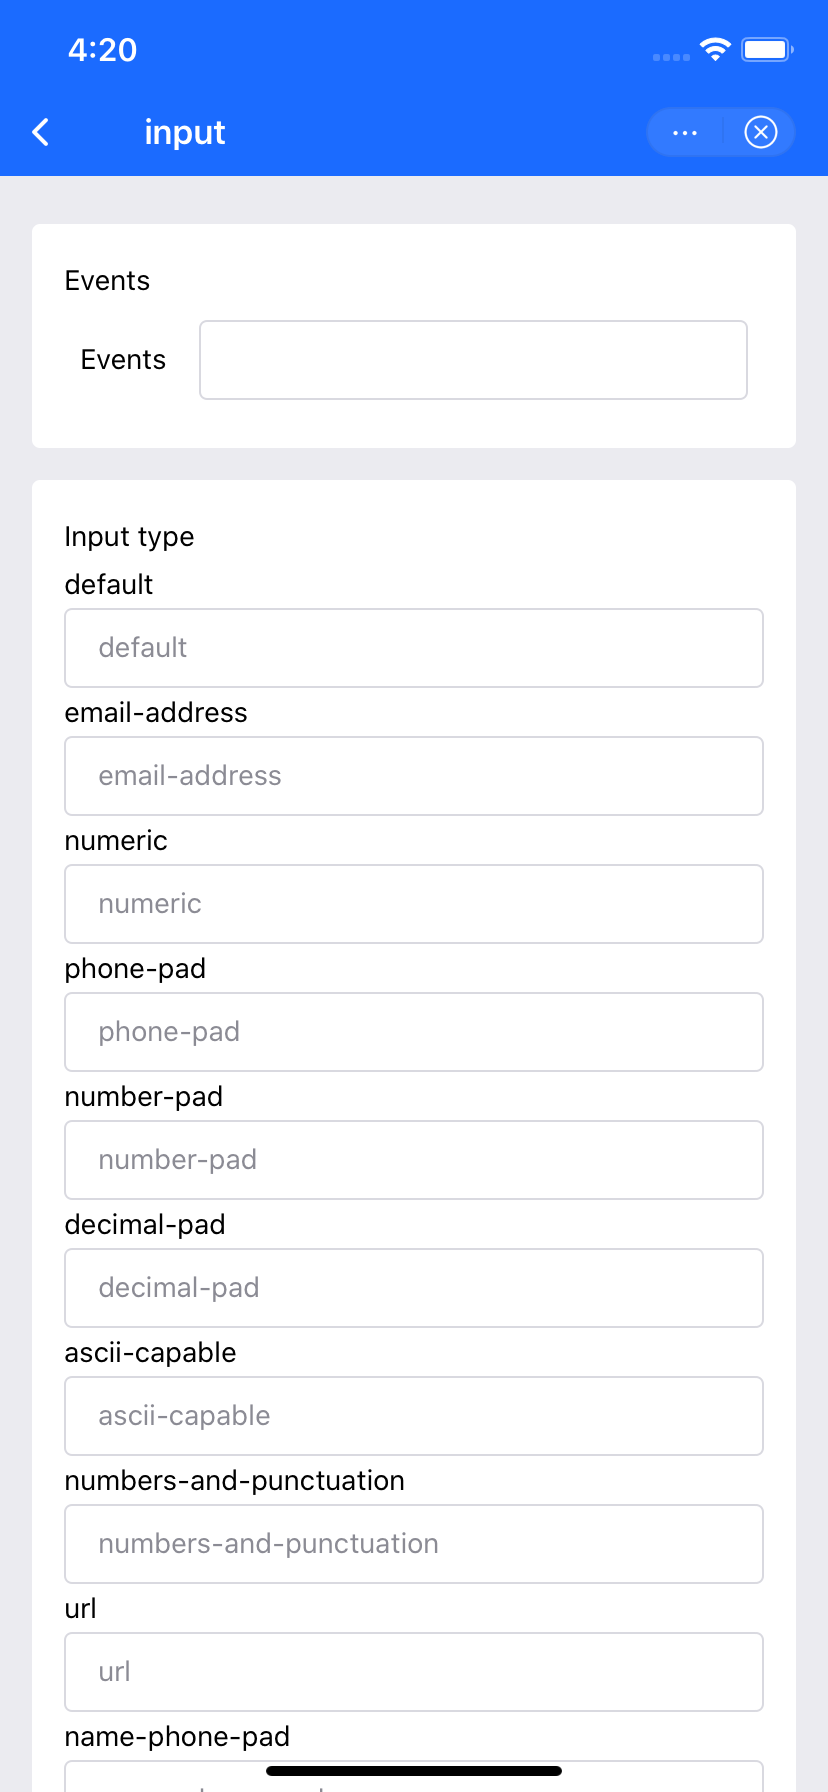 4:20
input
Events
Events
Input type
default
default
email-address
email-address
numeric
numeric
phone-pad
phone-pad
number-pad
number-pad
decimal-pad
decimal-pad
ascii-capable
ascii-capable
numbers-and-punctuation
numbers-and-punctuation
url
url
name-phone-pad